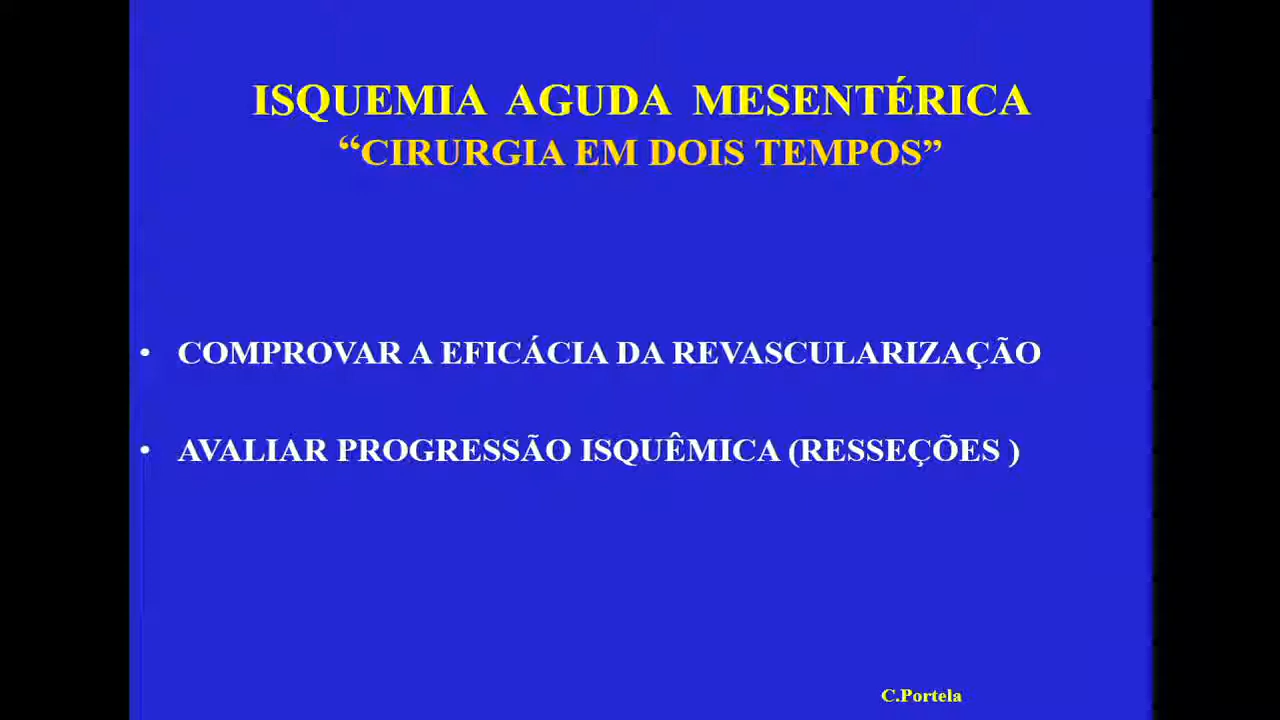 ISQUEMIA AGUDA MESENTÉRICA
“CIRURGIA EM DOIS TEMPOS”
• COMPROVAR A EFICÁCIA DA REVASCULARIZAÇÃO
• AVALIAR PROGRESSÃO ISQUÊMICA (RESSEÇÕES )
C.Portela